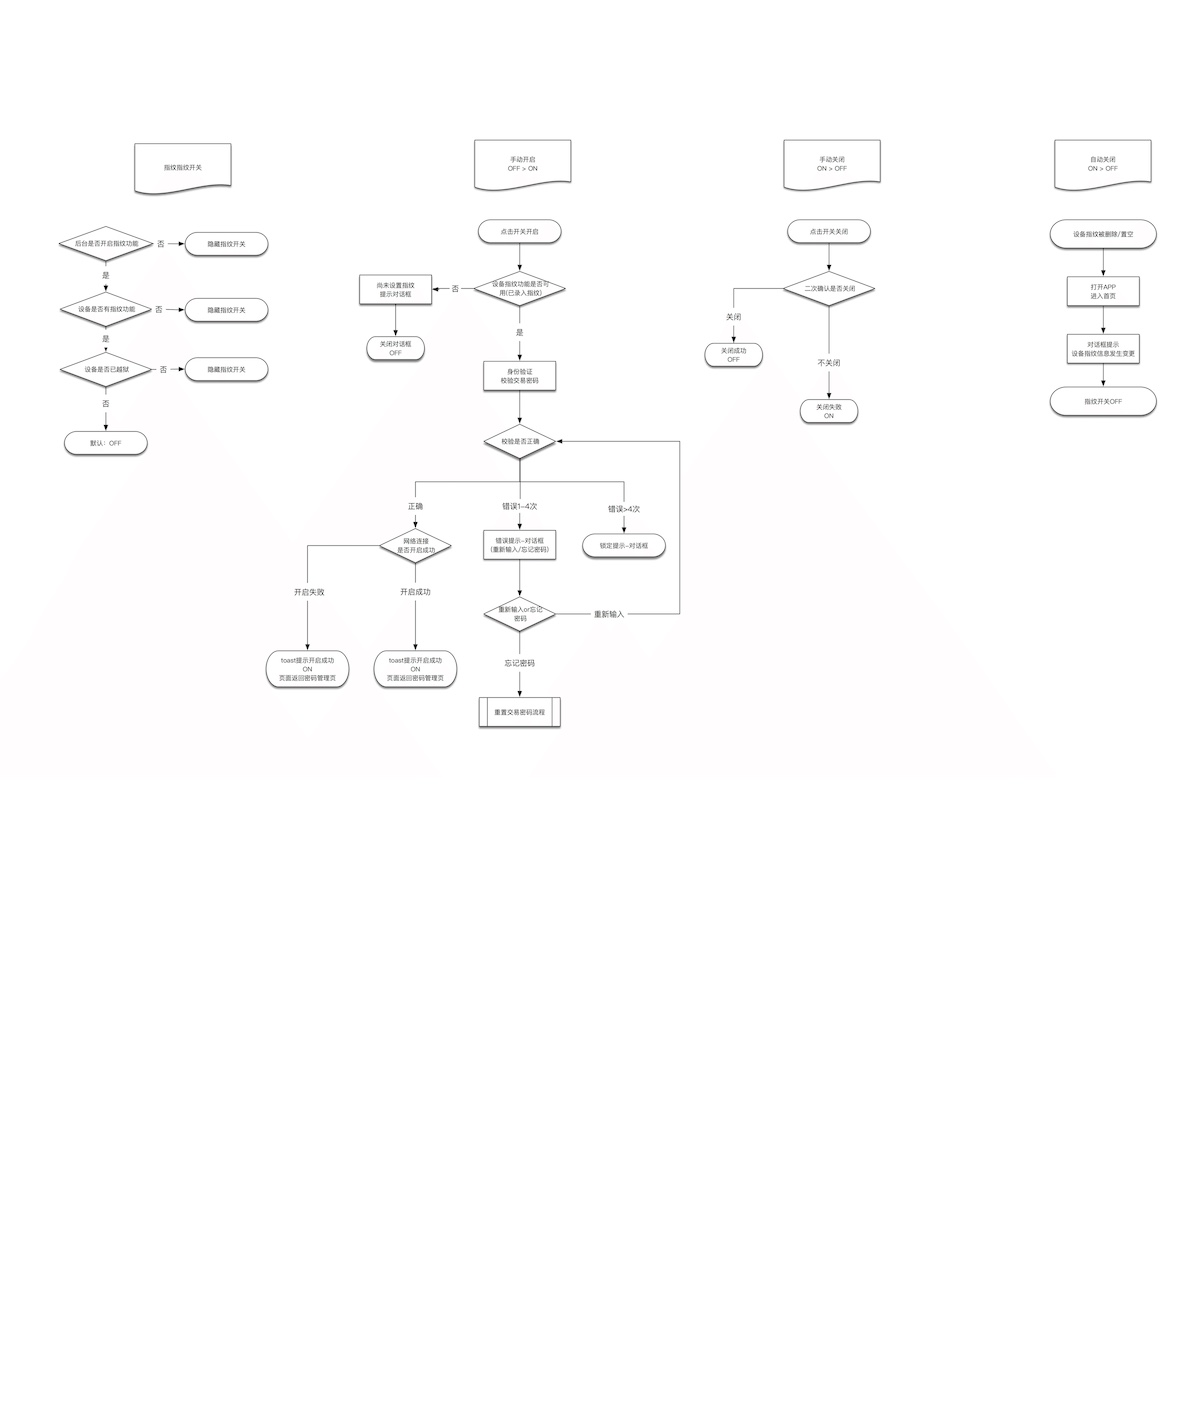 指纹指纹开关
后台是否开启指纹功能
否
隐藏指纹开关
是
设备是否有指纹功能
否
隐藏指纹开关
是
设备是否已越狱
否
隐藏指纹开关
否
默认：OFF
手动开启
OFF > ON
点击开关开启
设备指纹功能是否可
用(已录入指纹)
否
尚未设置指纹
提示对话框
关闭对话框
OFF
是
身份验证
校验交易密码
校验是否正确
正确
错误1-4次
错误>4次
网络连接
是否开启成功
错误提示-对话框
(重新输入/忘记密码)
锁定提示-对话框
开启失败
开启成功
重新输入or忘记
密码
重新输入
toast提示开启成功
ON
页面返回密码管理页
toast提示开启成功
ON
页面返回密码管理页
忘记密码
重置交易密码流程
手动关闭
ON > OFF
点击开关关闭
二次确认是否关闭
关闭
关闭成功
OFF
不关闭
关闭失败
ON
自动关闭
ON > OFF
设备指纹被删除/置空
打开APP
进入首页
对话框提示
设备指纹信息发生变更
指纹开关OFF